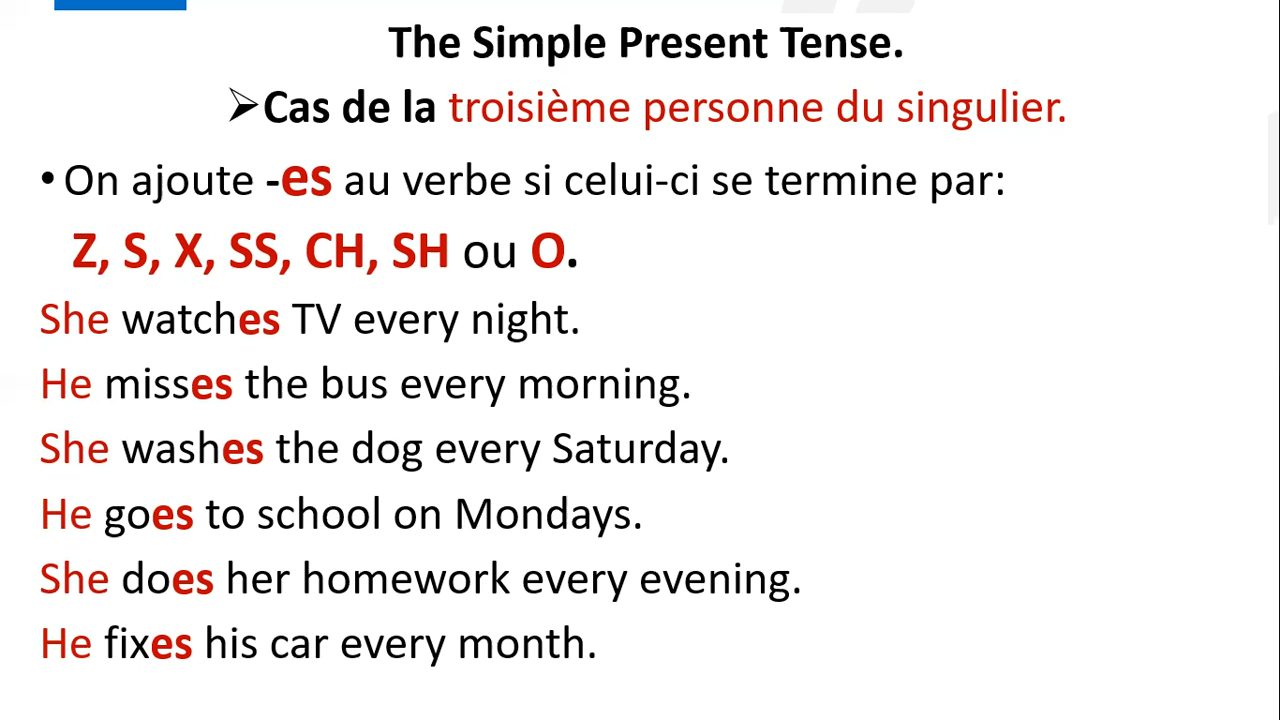 The Simple Present Tense.
➢Cas de la troisième personne du singulier.
• On ajoute -es au verbe si celui-ci se termine par:
Z, S, X, SS, CH, SH ou O.
She watches TV every night.
He misses the bus every morning.
She washes the dog every Saturday.
He goes to school on Mondays.
She does her homework every evening.
He fixes his car every month.